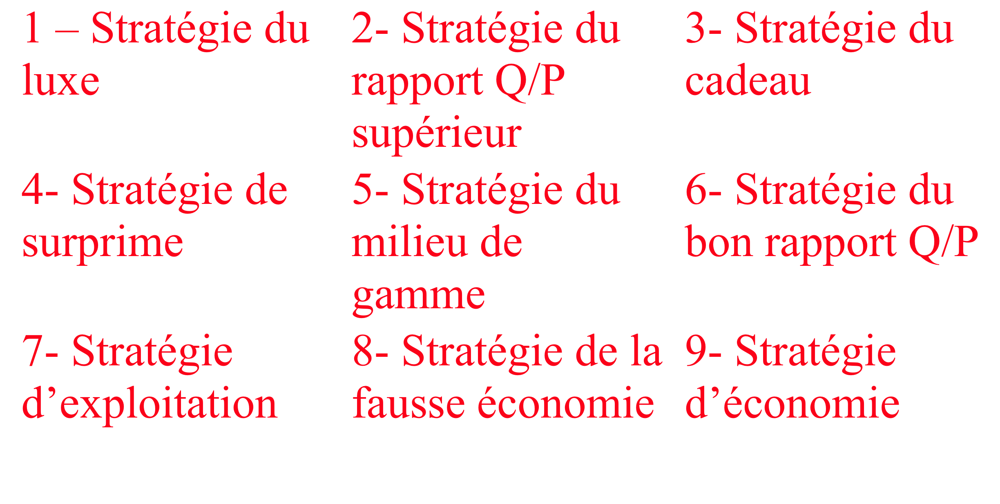 1 – Stratégie du
luxe
2- Stratégie du
rapport Q/P
supérieur
3- Stratégie du
cadeau
4- Stratégie de
surprime
5- Stratégie du
milieu de
gamme
6- Stratégie du
bon rapport Q/P
7- Stratégie
d’exploitation
8- Stratégie de la
fausse économie
9- Stratégie
d’économie